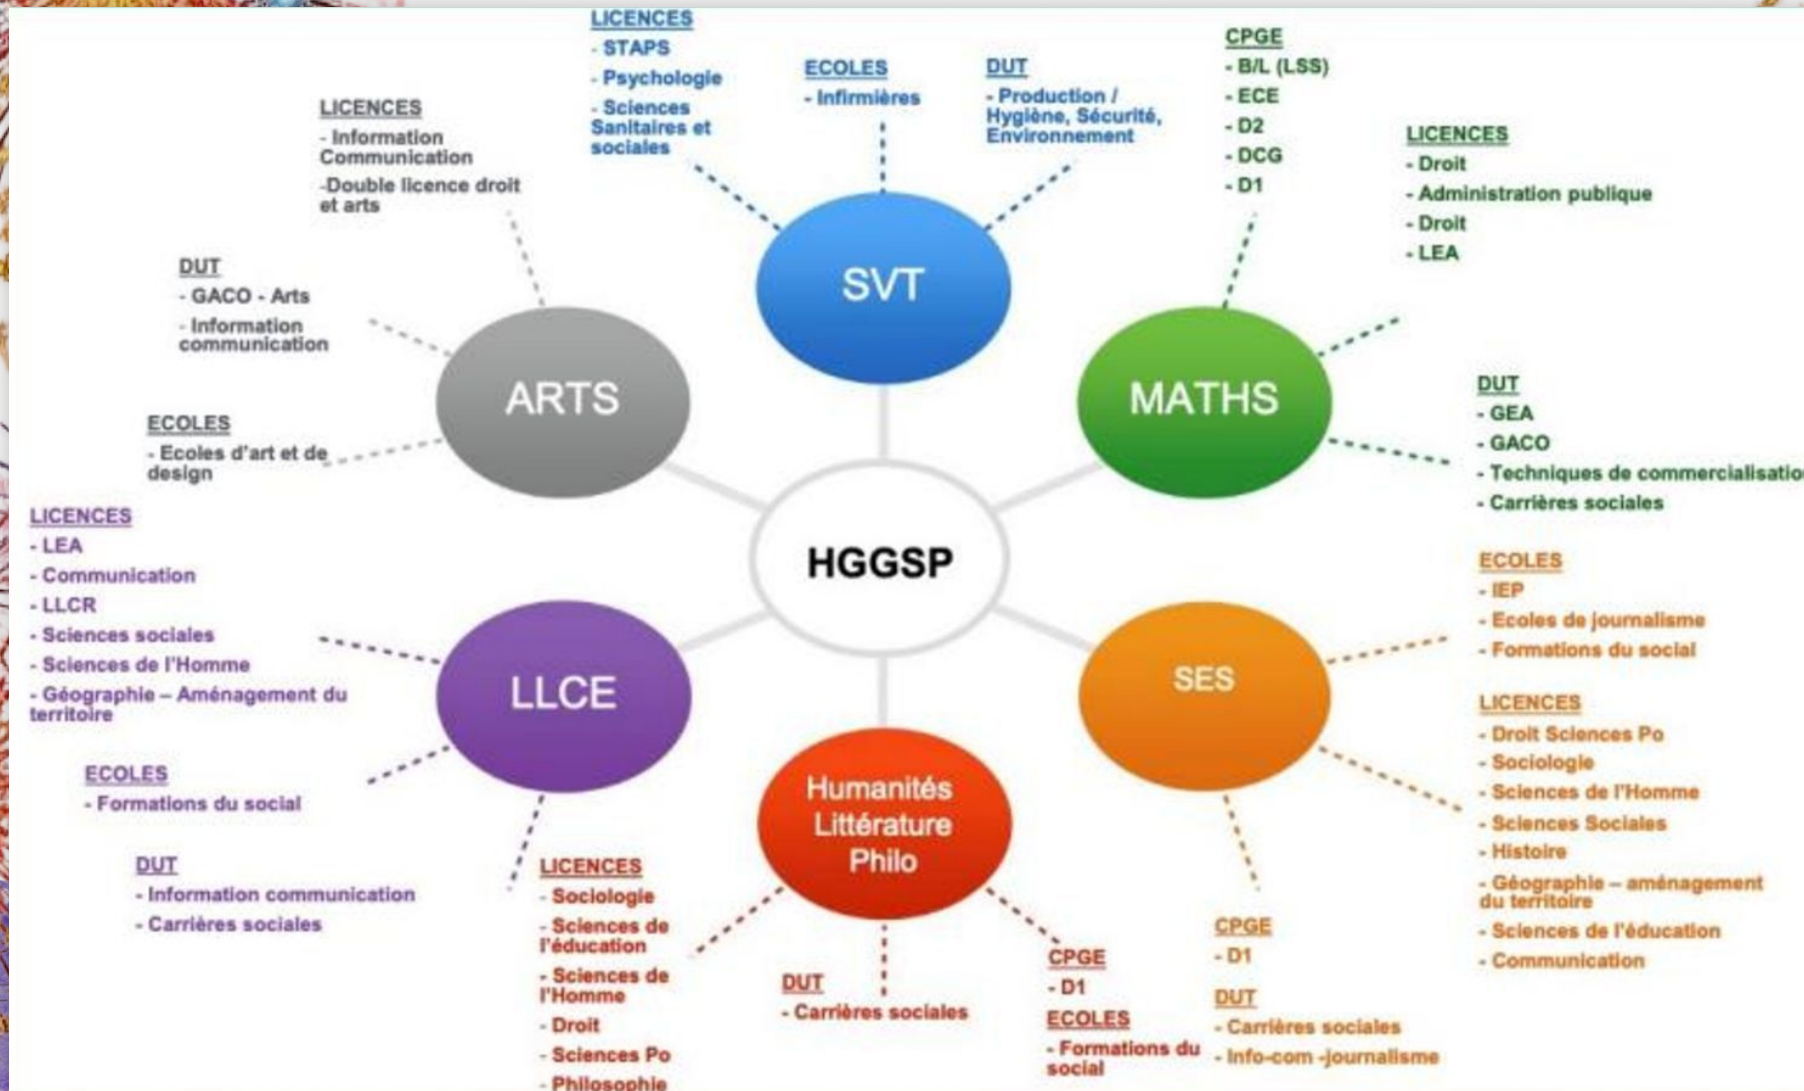 LICENCES
- STAPS
- Psychologie
- Sciences
Sanitaires et
sociales
ECOLES
- Infirmières
DUT
- Production /
Hygiène, Sécurité,
Environnement
SVT
CPGE
- B/L (LSS)
- ECE
- D2
- DCG
- D1
LICENCES
- Droit
- Administration publique
- Droit
- LEA
DUT
- GEA
- GACO
- Techniques de commercialisatio
- Carrières sociales
MATHS
LICENCES
- Information
Communication
-Double licence droit
et arts
DUT
- GACO - Arts
- Information
communication
ECOLES
- Ecoles d'art et de
design
ARTS
HGGSP
LICENCES
- LEA
- Communication
- LLCR
- Sciences sociales
- Sciences de l'Homme
- Géographie – Aménagement du
territoire
ECOLES
- Formations du social
DUT
- Information communication
- Carrières sociales
LLCE
ECOLES
- IEP
- Ecoles de journalisme
- Formations du social
LICENCES
- Droit Sciences Po
- Sociologie
- Sciences de l'Homme
- Sciences Sociales
- Histoire
- Géographie – aménagement
du territoire
- Sciences de l'éducation
- Communication
CPGE
- D1
DUT
- Carrières sociales
- Info-com -journalisme
SES
Humanités
Littérature
Philo
LICENCES
- Sociologie
- Sciences de
l'éducation
- Sciences de
l'Homme
- Droit
- Sciences Po
- Philosophie
DUT
- Carrières sociales
CPGE
- D1
ECOLES
- Formations du
social